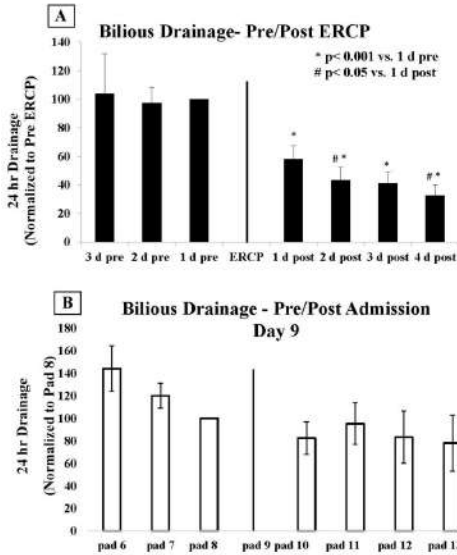 A
Bilious Drainage- Pre/Post ERCP
* p< 0.001 vs. 1 d pre
# p< 0.05 vs. 1 d post
24 hr Drainage
(Normalized to Pre ERCP)
140
120
100
80
60
40
20
0
*
# *
*
# *
3 d pre 2 d pre 1 d pre ERCP 1 d post 2 d post 3 d post 4 d post
B
Bilious Drainage - Pre/Post Admission
Day 9
24 hr Drainage
(Normalized to Pad 8)
180
160
140
120
100
80
60
40
20
0
pad 6 pad 7 pad 8 pad 9 pad 10 pad 11 pad 12 pad